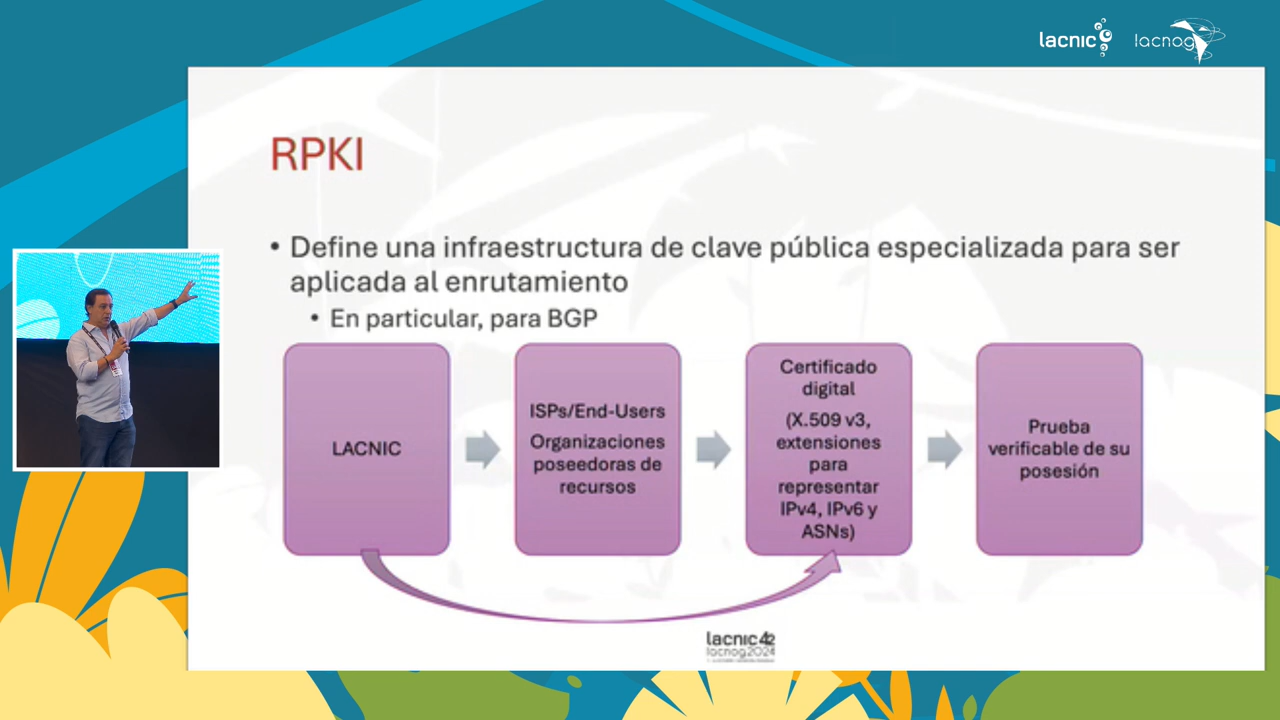 lacnic
lacnog
RPKI
• Define una infraestructura de clave pública especializada para ser
aplicada al enrutamiento
• En particular, para BGP
LACNIC
ISPs/End-Users
Organizaciones
poseedoras de
recursos
Certificado
digital
(X.509 v3,
extensiones
para
representar
IPv4, IPv6 y
ASNs)
Prueba
verificable de su
posesión
lacnic42
lacnog2024